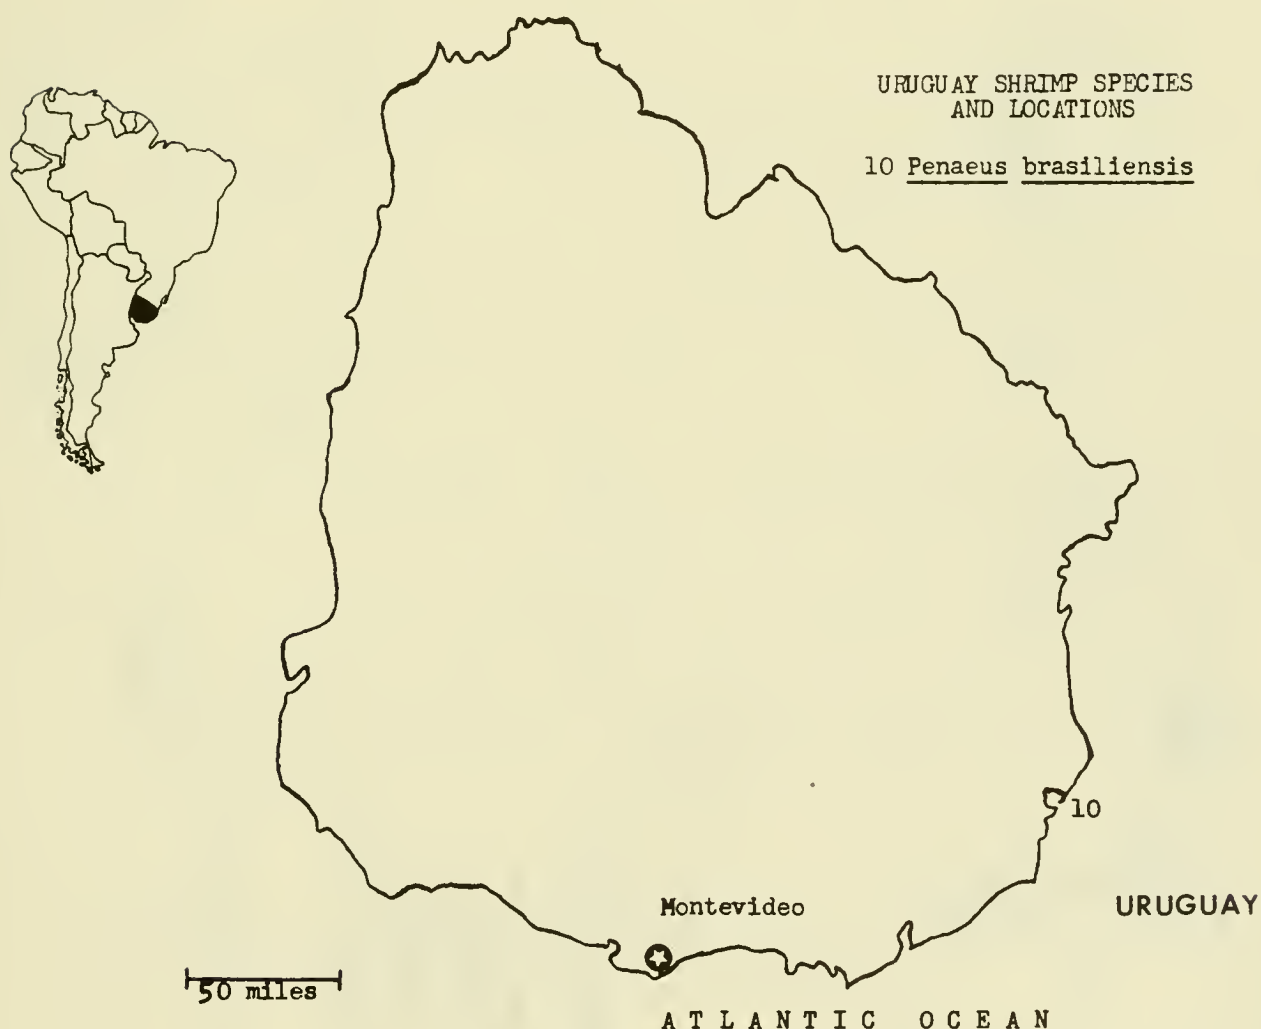 URUGUAY SHRIMP SPECIES
AND LOCATIONS
10 Penaeus brasiliensis
10
Montevideo
URUGUAY
50 miles
ATLANTIC OCEAN